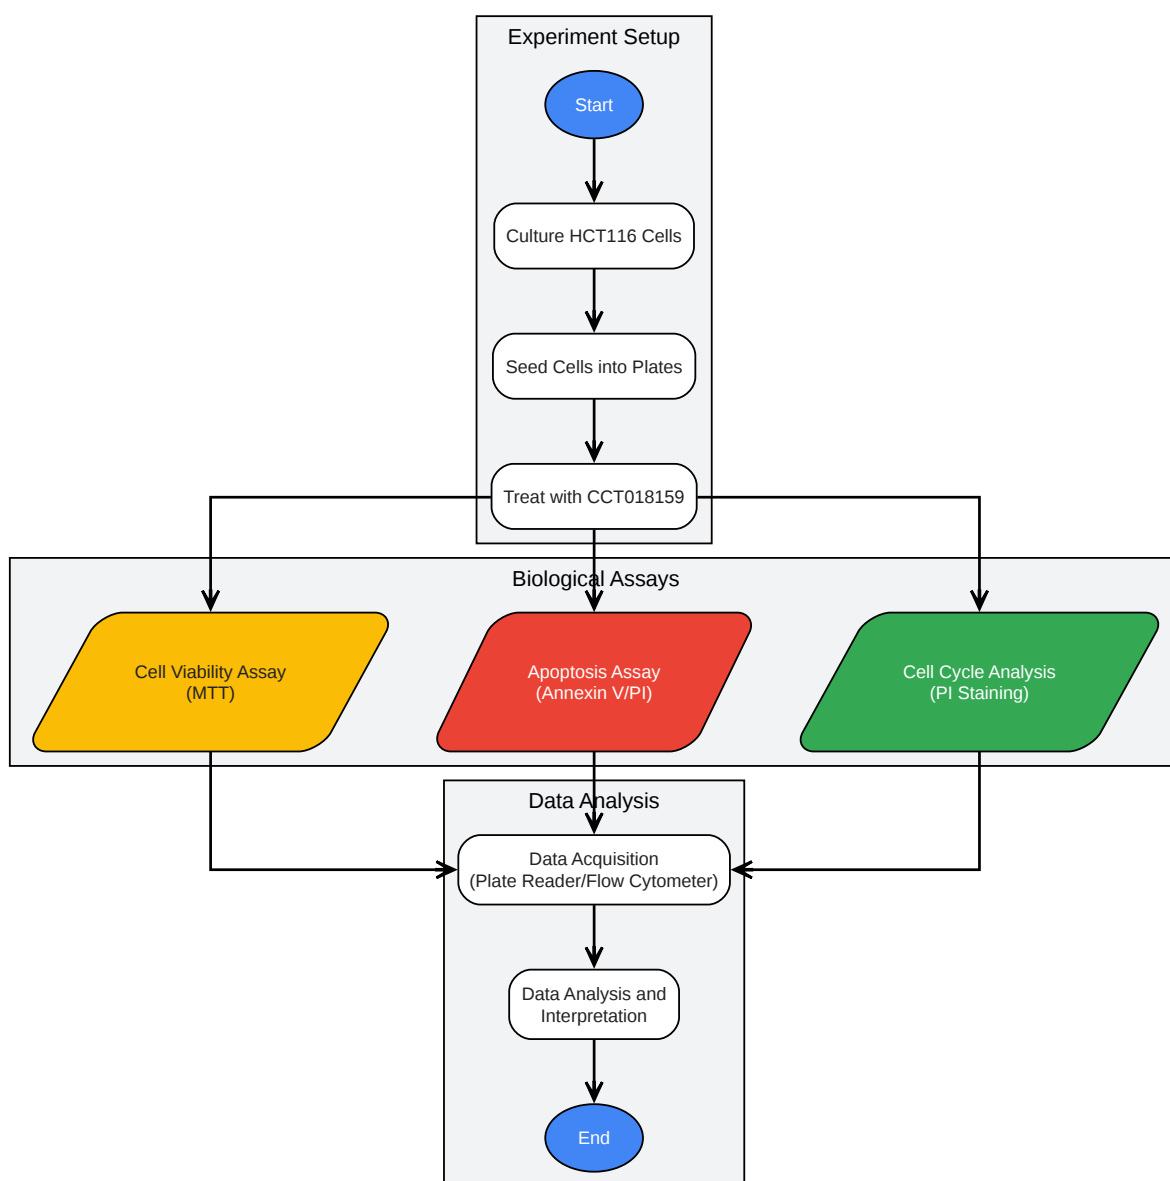 Experiment Setup
Start
Culture HCT116 Cells
Seed Cells into Plates
Treat with CCT018159
Biological Assays
Cell Viability Assay
(MTT)
Apoptosis Assay
(Annexin V/PI)
Cell Cycle Analysis
(PI Staining)
Data Analysis
Data Acquisition
(Plate Reader/Flow Cytometer)
Data Analysis and
Interpretation
End